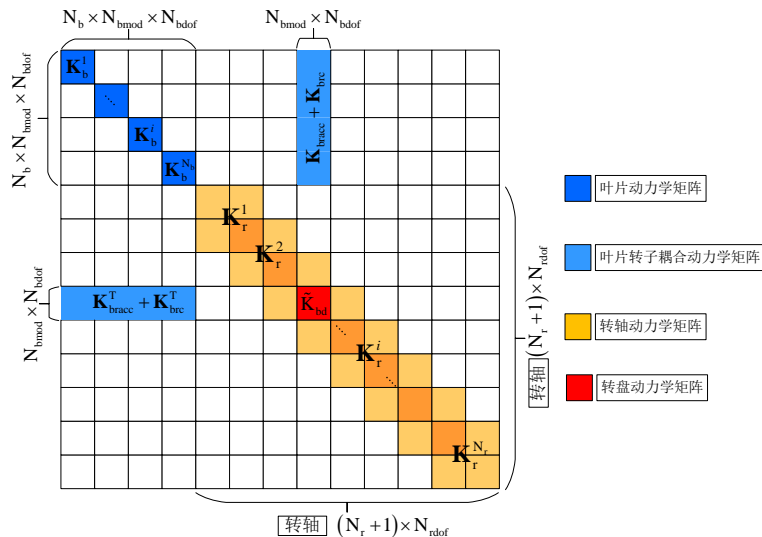 N_b × N_bmod × N_bdof
N_bmod × N_bdof
N_b × N_bmod × N_bdof
K_b^1
⋱
K_b^i
K_b^{N_b}
K_bracc + K_brc
K_r^1
K_r^2
N_bmod × N_bdof
K_bracc^T + K_brc^T
K̃_bd
⋱
K_r^i
⋱
K_r^{N_r}
转轴 (N_r + 1) × N_rdof
转轴 (N_r + 1) × N_rdof
叶片动力学矩阵
叶片转子耦合动力学矩阵
转轴动力学矩阵
转盘动力学矩阵